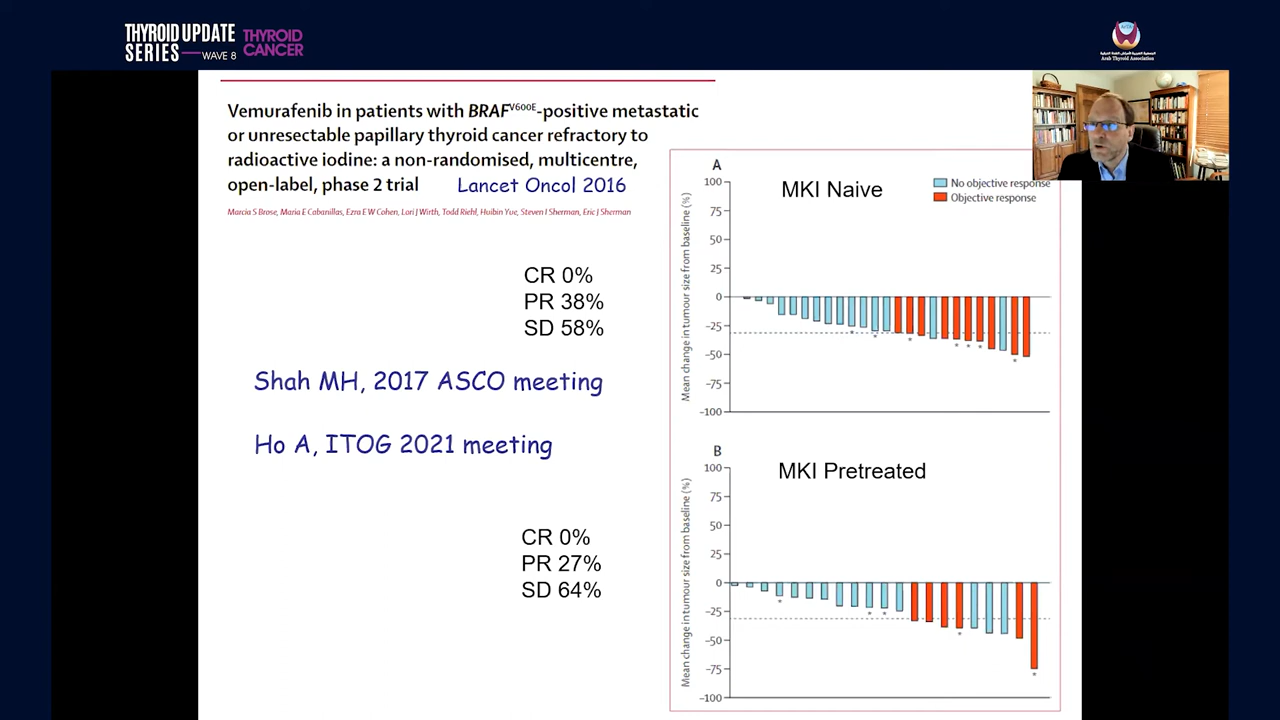 THYROID UPDATE
SERIES — WAVE 8
THYROID
CANCER
Arab Thyroid Association
Vemurafenib in patients with BRAFV600E-positive metastatic
or unresectable papillary thyroid cancer refractory to
radioactive iodine: a non-randomised, multicentre,
open-label, phase 2 trial
Lancet Oncol 2016
Marcia S Brose, Maria E Cabanillas, Ezra E W Cohen, Lori J Wirth, Todd Riehl, Huibin Yue, Steven I Sherman, Eric J Sherman
CR 0%
PR 38%
SD 58%
Shah MH, 2017 ASCO meeting
Ho A, ITOG 2021 meeting
CR 0%
PR 27%
SD 64%
A
MKI Naive
No objective response
Objective response
Mean change in tumour size from baseline (%)
100
75
50
25
0
–25
–50
–75
–100
B
MKI Pretreated
Mean change in tumour size from baseline (%)
100
75
50
25
0
–25
–50
–75
–100